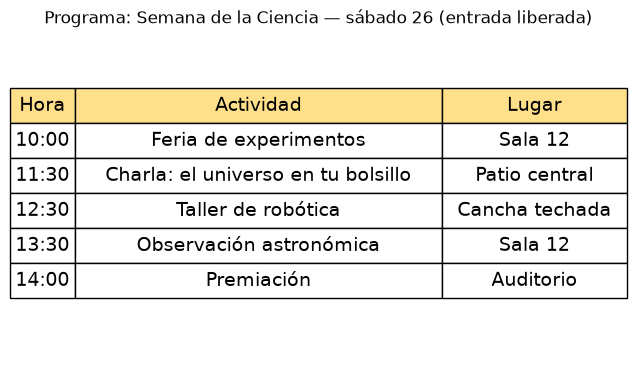 Programa: Semana de la Ciencia — sábado 26 (entrada liberada)
Hora Actividad Lugar
10:00 Feria de experimentos Sala 12
11:30 Charla: el universo en tu bolsillo Patio central
12:30 Taller de robótica Cancha techada
13:30 Observación astronómica Sala 12
14:00 Premiación Auditorio